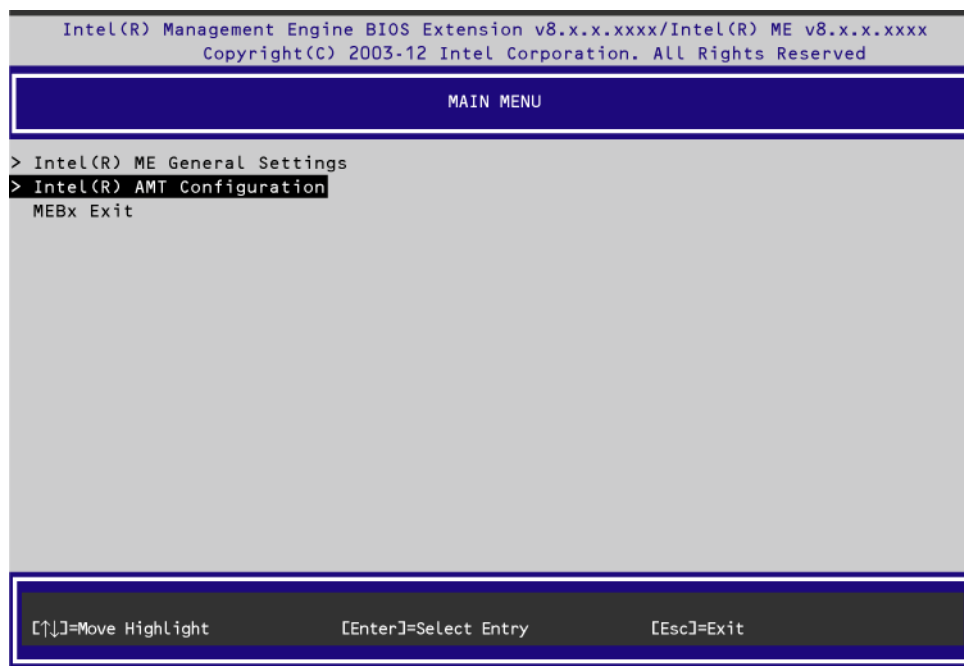 Intel(R) Management Engine BIOS Extension v8.x.x.xxxx/Intel(R) ME v8.x.x.xxxx
Copyright(C) 2003-12 Intel Corporation. All Rights Reserved
MAIN MENU
> Intel(R) ME General Settings
> Intel(R) AMT Configuration
MEBx Exit
[↑↓]=Move Highlight [Enter]=Select Entry [Esc]=Exit